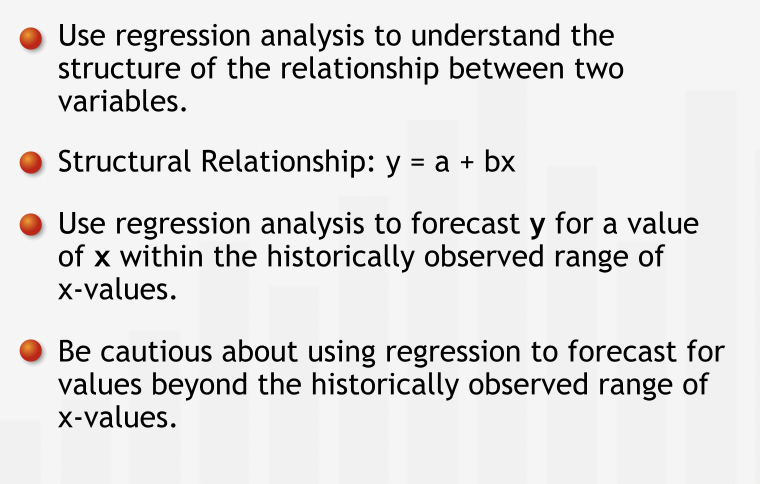 Use regression analysis to understand the
structure of the relationship between two
variables.
Structural Relationship: y = a + bx
Use regression analysis to forecast y for a value
of x within the historically observed range of
x-values.
Be cautious about using regression to forecast for
values beyond the historically observed range of
x-values.